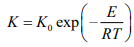 K = K₀ exp(−E/RT)